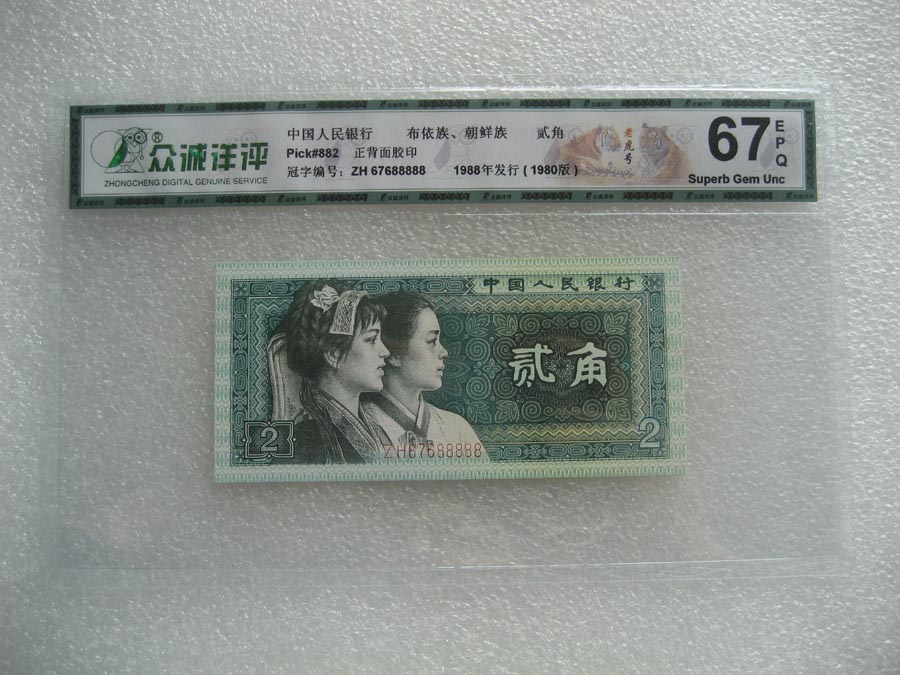 众诚洋评®
ZHONGCHENG DIGITAL GENUINE SERVICE
中国人民银行 布依族、朝鲜族 贰角
Pick#882 正背面胶印
冠字编号：ZH 67688888 1988年发行（1980版）
老虎号
67 EPQ
Superb Gem Unc
中国人民银行
贰角
2
ZH67688888
2